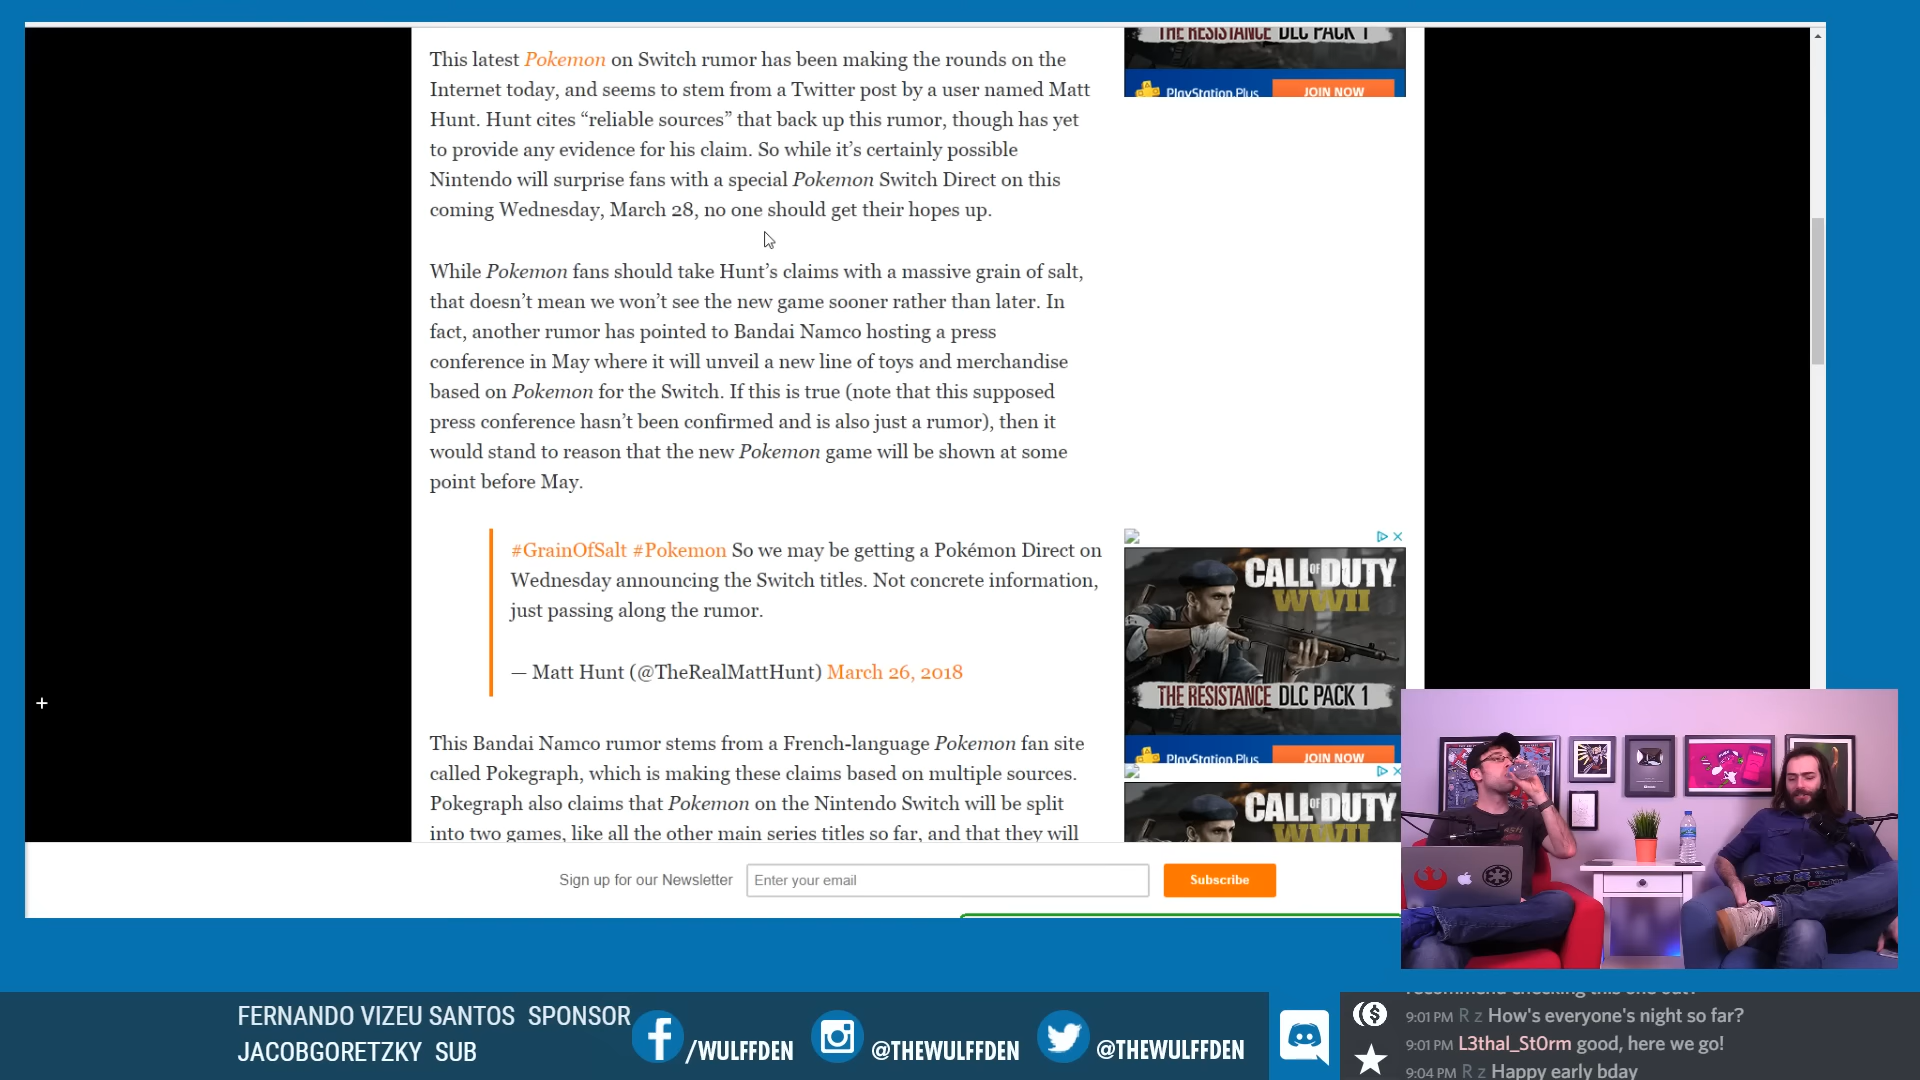 This latest Pokemon on Switch rumor has been making the rounds on the
Internet today, and seems to stem from a Twitter post by a user named Matt
Hunt. Hunt cites “reliable sources” that back up this rumor, though has yet
to provide any evidence for his claim. So while it’s certainly possible
Nintendo will surprise fans with a special Pokemon Switch Direct on this
coming Wednesday, March 28, no one should get their hopes up.
While Pokemon fans should take Hunt’s claims with a massive grain of salt,
that doesn’t mean we won’t see the new game sooner rather than later. In
fact, another rumor has pointed to Bandai Namco hosting a press
conference in May where it will unveil a new line of toys and merchandise
based on Pokemon for the Switch. If this is true (note that this supposed
press conference hasn’t been confirmed and is also just a rumor), then it
would stand to reason that the new Pokemon game will be shown at some
point before May.
#GrainOfSalt #Pokemon So we may be getting a Pokémon Direct on
Wednesday announcing the Switch titles. Not concrete information,
just passing along the rumor.
— Matt Hunt (@TheRealMattHunt) March 26, 2018
This Bandai Namco rumor stems from a French-language Pokemon fan site
called Pokegraph, which is making these claims based on multiple sources.
Pokegraph also claims that Pokemon on the Nintendo Switch will be split
into two games, like all the other main series titles so far, and that they will
THE RESISTANCE DLC PACK 1
PlayStation.Plus JOIN NOW
CALL OF DUTY
WWII
THE RESISTANCE DLC PACK 1
PlayStation.Plus JOIN NOW
CALL OF DUTY
WWII
Sign up for our Newsletter Enter your email Subscribe
FERNANDO VIZEU SANTOS SPONSOR
JACOBGORETZKY SUB
/WULFFDEN
@THEWULFFDEN
@THEWULFFDEN
recommend checking this one out?
9:01 PM R z How's everyone's night so far?
9:01 PM L3thal_St0rm good, here we go!
9:04 PM R z Happy early bday